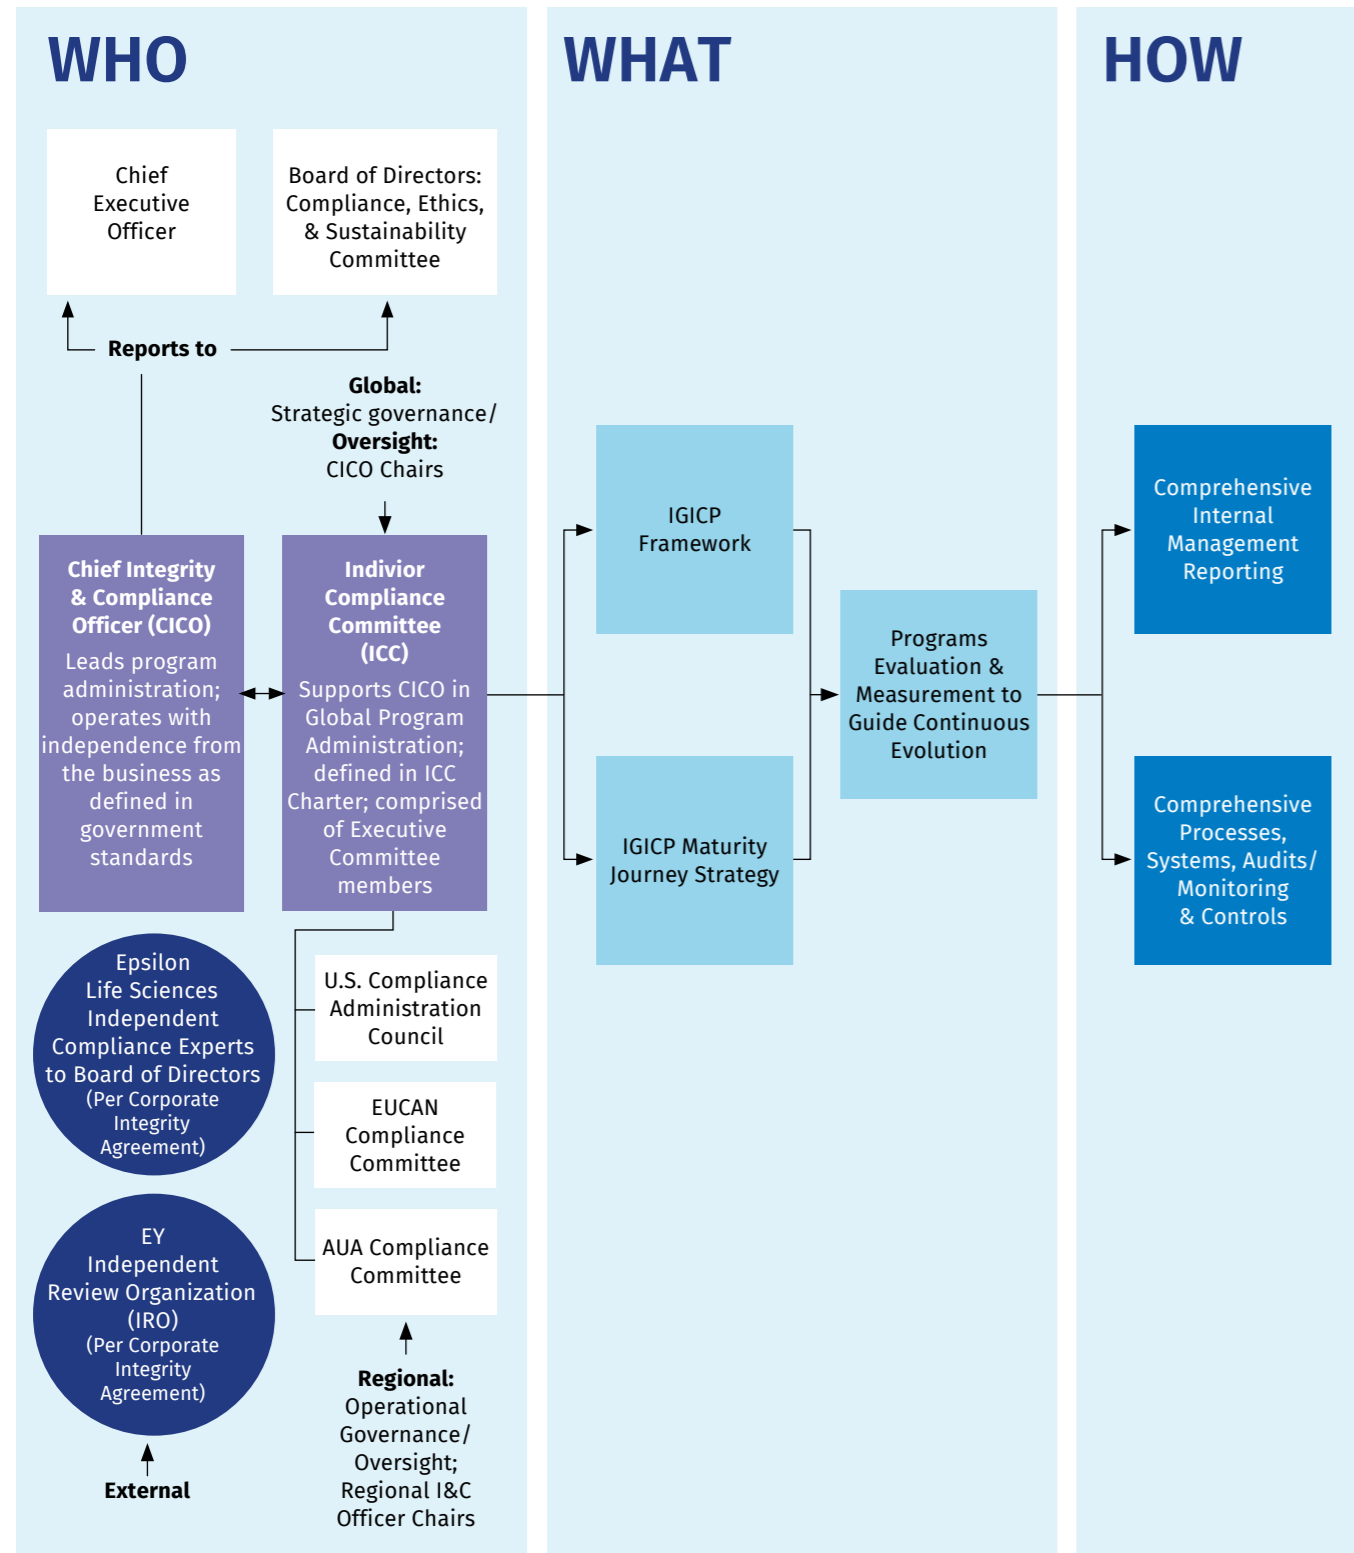 WHO
Chief
Executive
Officer
Board of Directors:
Compliance, Ethics,
& Sustainability
Committee
Reports to
Global:
Strategic governance/
Oversight:
CICO Chairs
Chief Integrity
& Compliance
Officer (CICO)
Leads program
administration;
operates with
independence from
the business as
defined in
government
standards
Indivior
Compliance
Committee
(ICC)
Supports CICO in
Global Program
Administration;
defined in ICC
Charter; comprised
of Executive
Committee
members
Epsilon
Life Sciences
Independent
Compliance Experts
to Board of Directors
(Per Corporate
Integrity
Agreement)
EY
Independent
Review Organization
(IRO)
(Per Corporate
Integrity
Agreement)
External
U.S. Compliance
Administration
Council
EUCAN
Compliance
Committee
AUA Compliance
Committee
Regional:
Operational
Governance/
Oversight;
Regional I&C
Officer Chairs
WHAT
IGICP
Framework
IGICP Maturity
Journey Strategy
Programs
Evaluation &
Measurement to
Guide Continuous
Evolution
HOW
Comprehensive
Internal
Management
Reporting
Comprehensive
Processes,
Systems, Audits/
Monitoring
& Controls